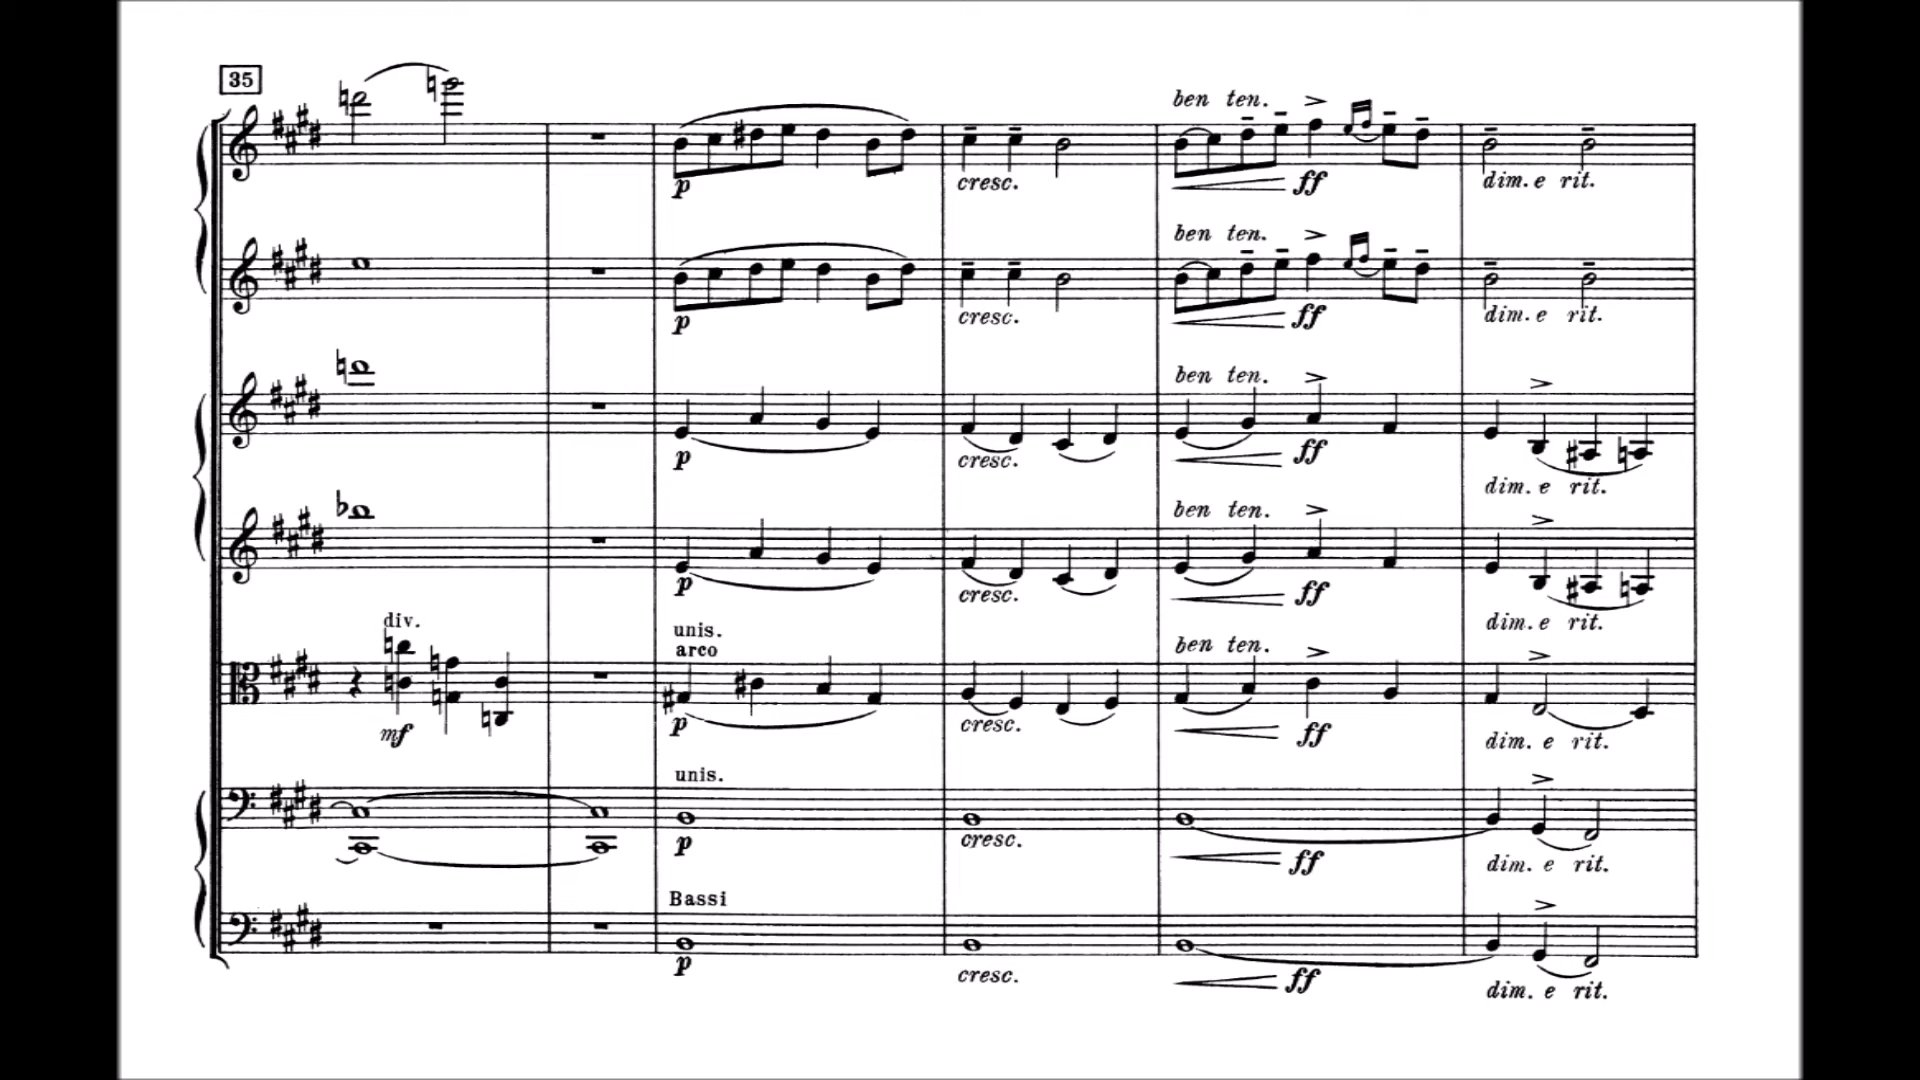 35
ben ten.
p cresc. ff dim. e rit.
ben ten.
p cresc. ff dim. e rit.
ben ten.
p cresc. ff
dim. e rit.
ben ten.
p cresc. ff
dim. e rit.
div. unis.
arco ben ten.
mf p cresc. ff dim. e rit.
unis.
p cresc. ff dim. e rit.
Bassi
p cresc. ff dim. e rit.